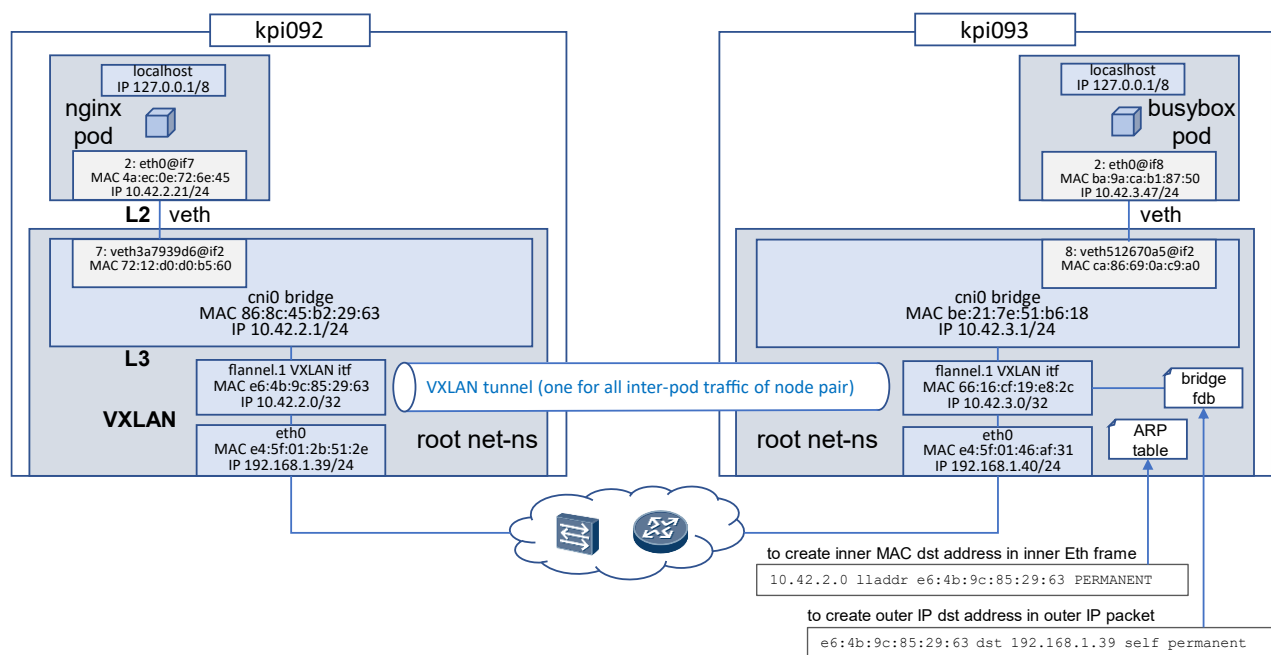 kpi092
localhost
IP 127.0.0.1/8
nginx
pod
2: eth0@if7
MAC 4a:ec:0e:72:6e:45
IP 10.42.2.21/24
L2 veth
7: veth3a7939d6@if2
MAC 72:12:d0:d0:b5:60
cni0 bridge
MAC 86:8c:45:b2:29:63
IP 10.42.2.1/24
L3
flannel.1 VXLAN itf
MAC e6:4b:9c:85:29:63
IP 10.42.2.0/32
VXLAN
eth0
MAC e4:5f:01:2b:51:2e
IP 192.168.1.39/24
root net-ns
VXLAN tunnel (one for all inter-pod traffic of node pair)
kpi093
locaslhost
IP 127.0.0.1/8
busybox
pod
2: eth0@if8
MAC ba:9a:ca:b1:87:50
IP 10.42.3.47/24
veth
8: veth512670a5@if2
MAC ca:86:69:0a:c9:a0
cni0 bridge
MAC be:21:7e:51:b6:18
IP 10.42.3.1/24
flannel.1 VXLAN itf
MAC 66:16:cf:19:e8:2c
IP 10.42.3.0/32
bridge
fdb
root net-ns
eth0
MAC e4:5f:01:46:af:31
IP 192.168.1.40/24
ARP
table
to create inner MAC dst address in inner Eth frame
10.42.2.0 lladdr e6:4b:9c:85:29:63 PERMANENT
to create outer IP dst address in outer IP packet
e6:4b:9c:85:29:63 dst 192.168.1.39 self permanent